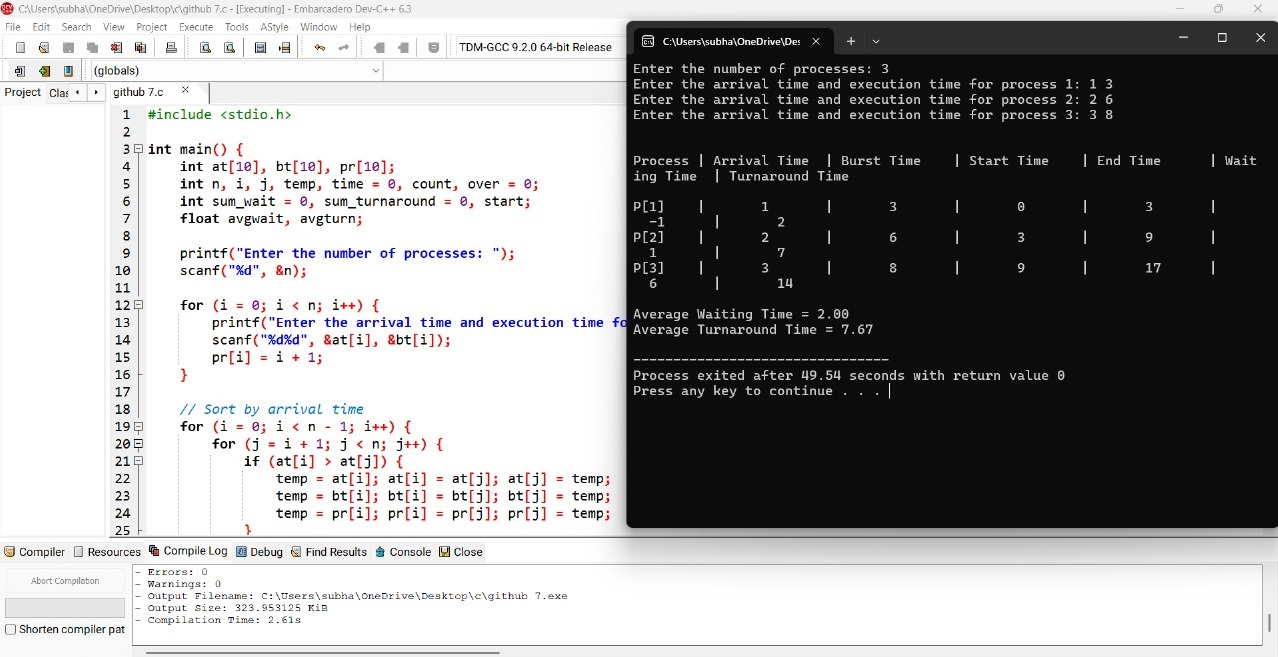 C:\Users\subha\OneDrive\Desktop\c\github 7.c - [Executing] - Embarcadero Dev-C++ 6.3
File Edit Search View Project Execute Tools AStyle Window Help
TDM-GCC 9.2.0 64-bit Release
(globals)
Project Clas github 7.c
1 #include <stdio.h>
2
3 int main() {
4 int at[10], bt[10], pr[10];
5 int n, i, j, temp, time = 0, count, over = 0;
6 int sum_wait = 0, sum_turnaround = 0, start;
7 float avgwait, avgturn;
8
9 printf("Enter the number of processes: ");
10 scanf("%d", &n);
11
12 for (i = 0; i < n; i++) {
13 printf("Enter the arrival time and execution time fo
14 scanf("%d%d", &at[i], &bt[i]);
15 pr[i] = i + 1;
16 }
17
18 // Sort by arrival time
19 for (i = 0; i < n - 1; i++) {
20 for (j = i + 1; j < n; j++) {
21 if (at[i] > at[j]) {
22 temp = at[i]; at[i] = at[j]; at[j] = temp;
23 temp = bt[i]; bt[i] = bt[j]; bt[j] = temp;
24 temp = pr[i]; pr[i] = pr[j]; pr[j] = temp;
25 }
C:\Users\subha\OneDrive\Des
Enter the number of processes: 3
Enter the arrival time and execution time for process 1: 1 3
Enter the arrival time and execution time for process 2: 2 6
Enter the arrival time and execution time for process 3: 3 8
Process | Arrival Time | Burst Time | Start Time | End Time | Wait
ing Time | Turnaround Time
P[1] | 1 | 3 | 0 | 3 |
-1 | 2
P[2] | 2 | 6 | 3 | 9 |
1 | 7
P[3] | 3 | 8 | 9 | 17 |
6 | 14
Average Waiting Time = 2.00
Average Turnaround Time = 7.67
--------------------------------
Process exited after 49.54 seconds with return value 0
Press any key to continue . . .
Compiler Resources Compile Log Debug Find Results Console Close
Abort Compilation
Shorten compiler pat
- Errors: 0
- Warnings: 0
- Output Filename: C:\Users\subha\OneDrive\Desktop\c\github 7.exe
- Output Size: 323.953125 KiB
- Compilation Time: 2.61s